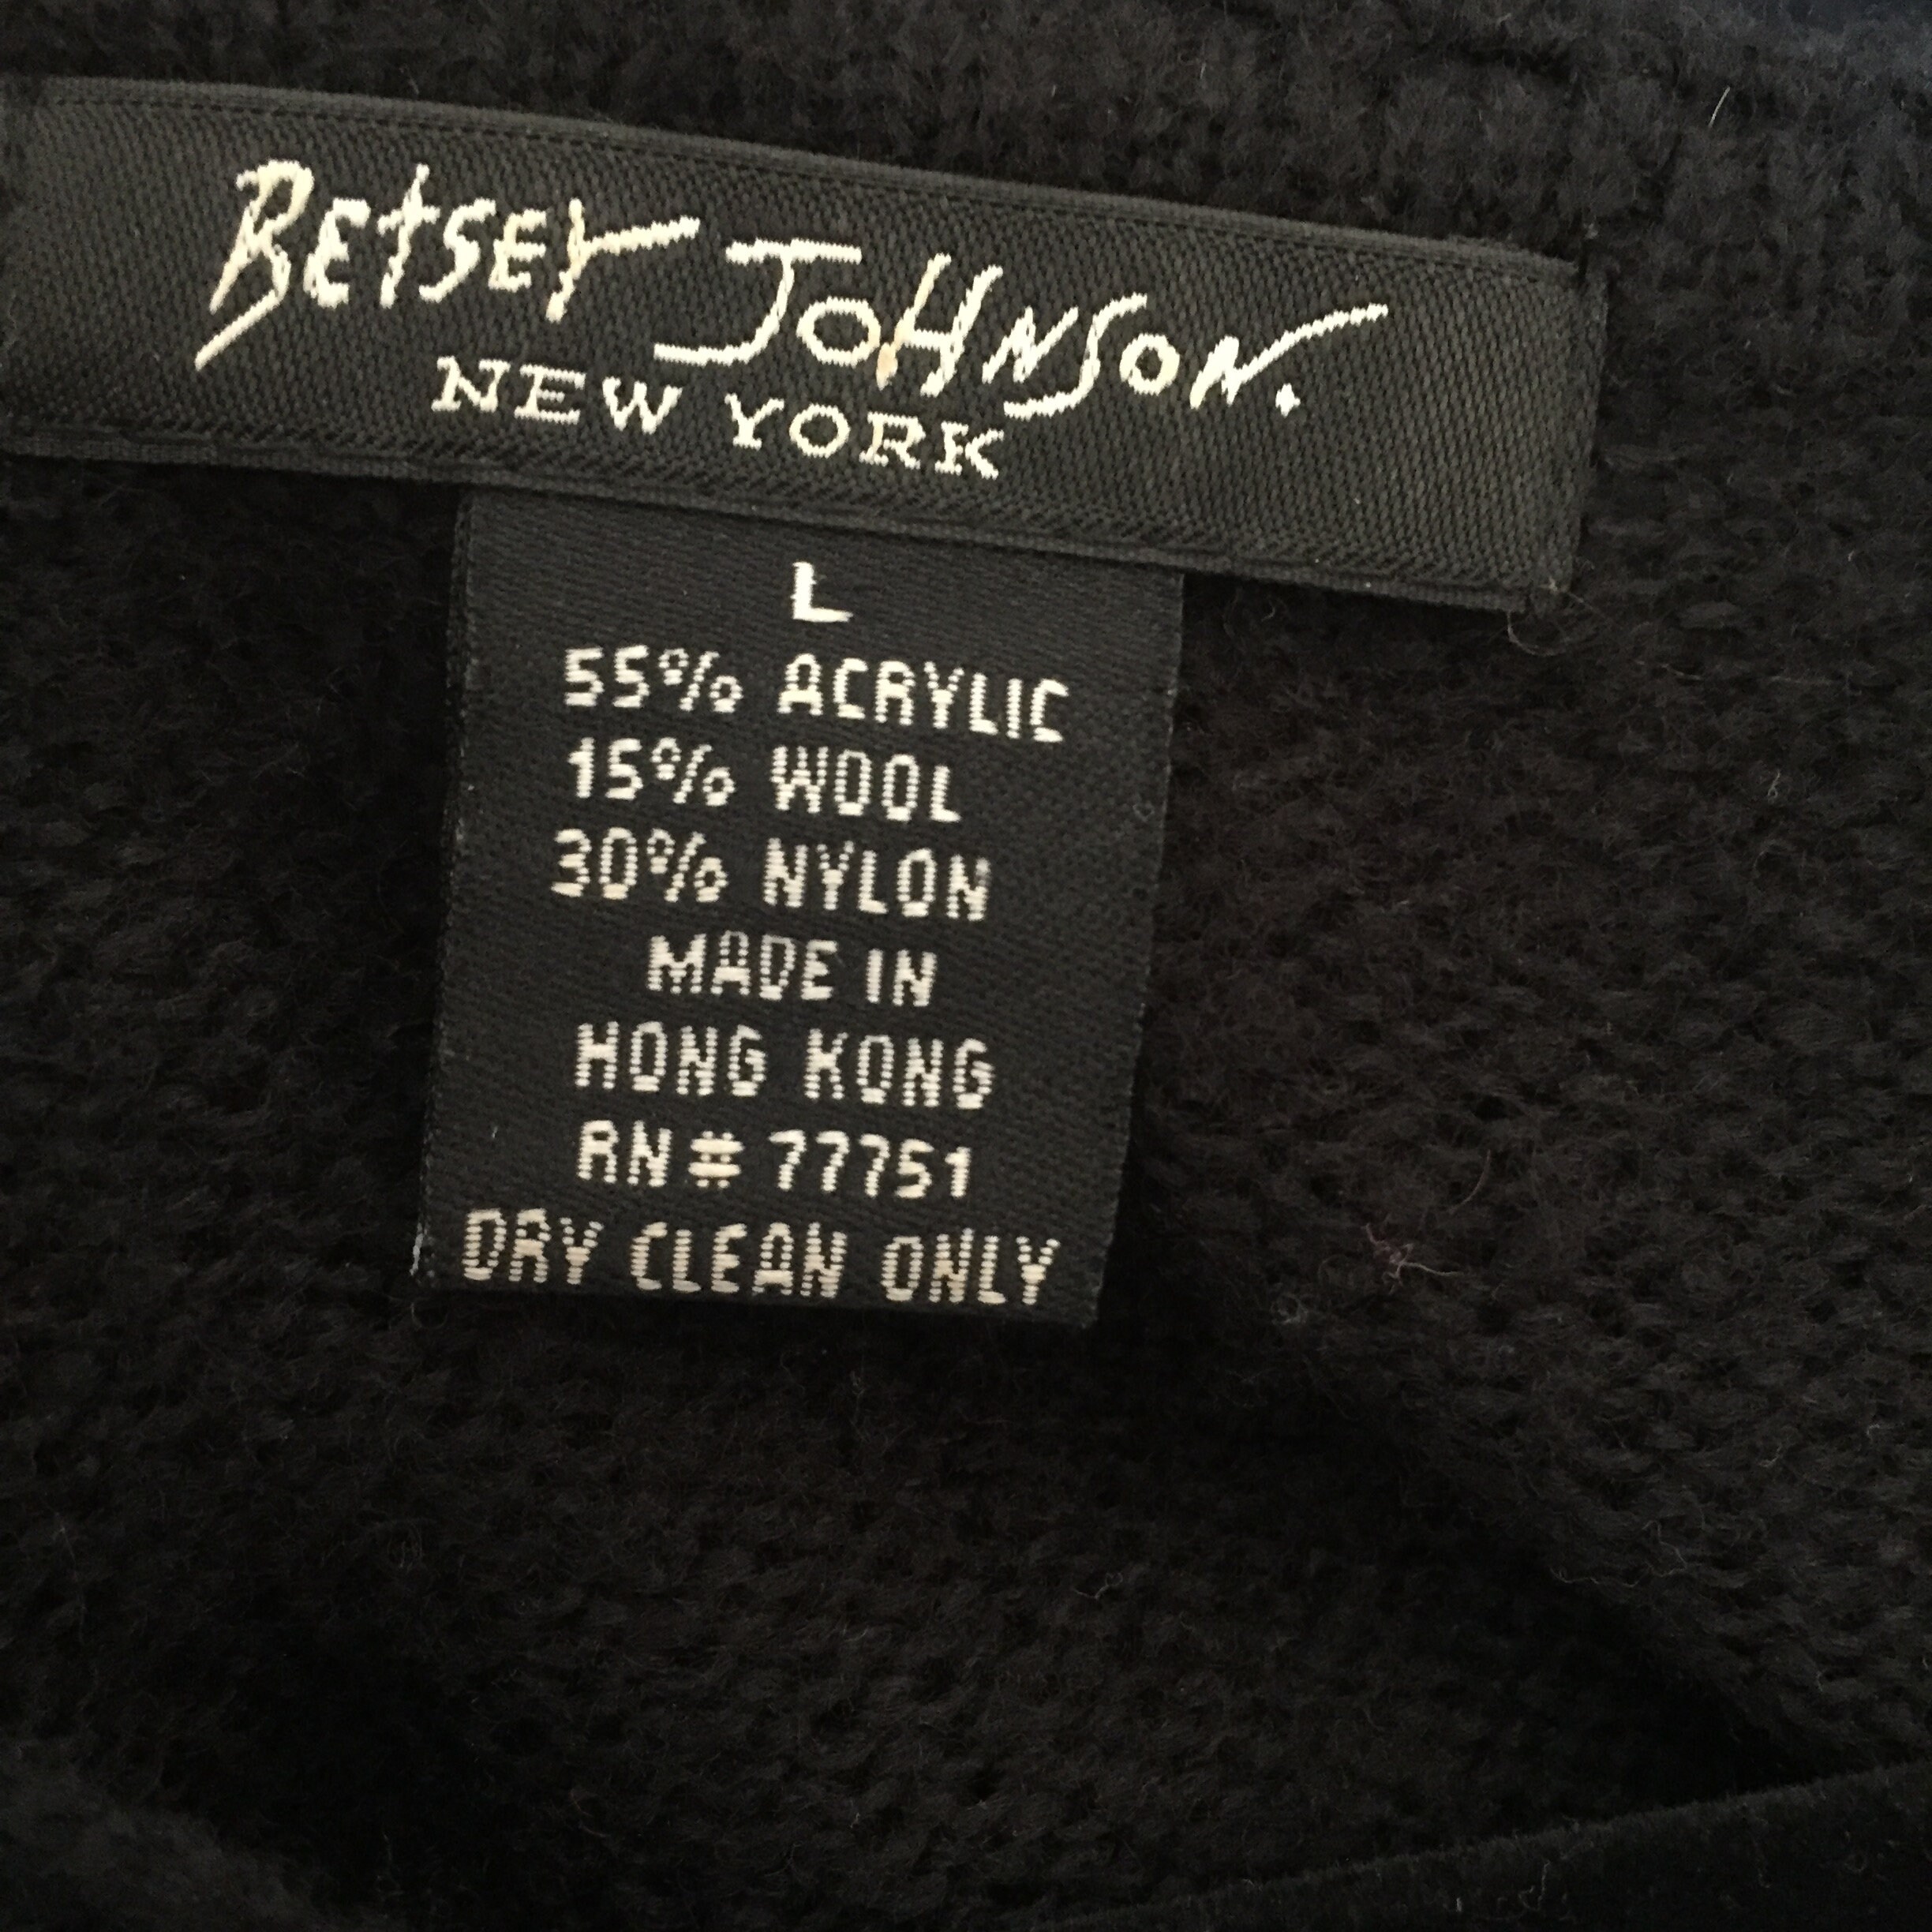 BETSEY JOHNSON.
NEW YORK
L
55% ACRYLIC
15% WOOL
30% NYLON
MADE IN
HONG KONG
RN# 77751
DRY CLEAN ONLY